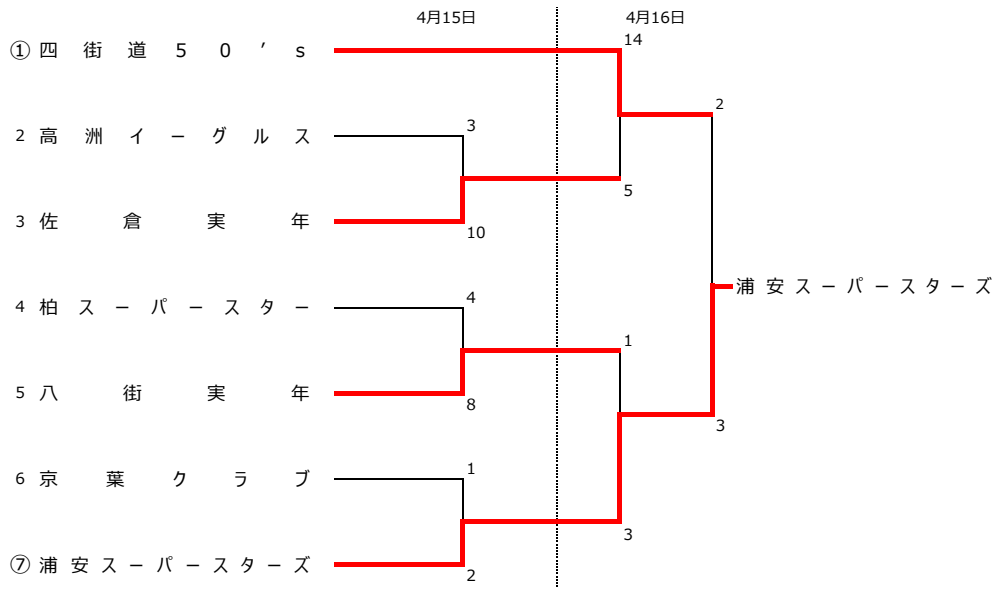 4月15日 4月16日
① 四街道50’s
14
2
2 高洲イーグルス
3
5
3 佐倉実年
10
浦安スーパースターズ
4 柏スーパースター
4
1
5 八街実年
8
3
6 京葉クラブ
1
3
⑦ 浦安スーパースターズ
2